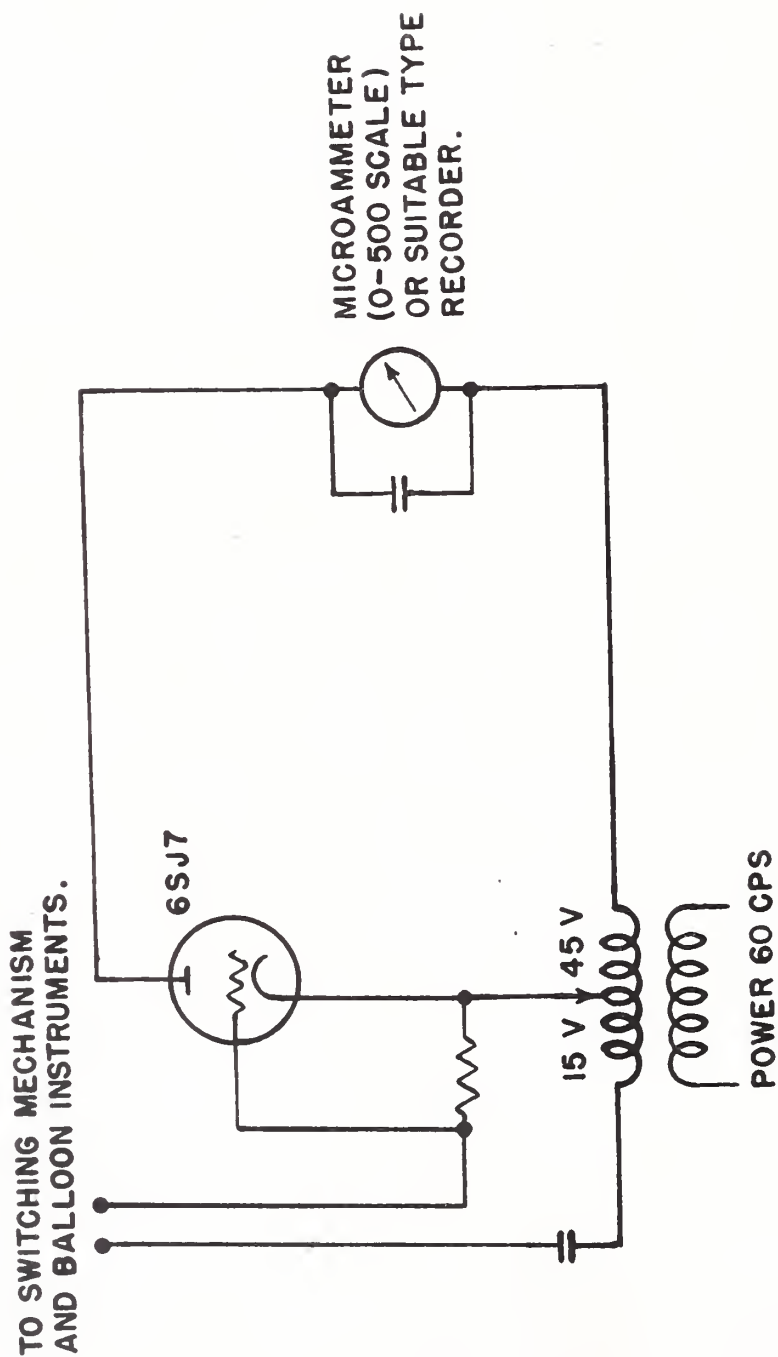 TO SWITCHING MECHANISM
AND BALLOON INSTRUMENTS.
6SJ7
MICROAMMETER
(0-500 SCALE)
OR SUITABLE TYPE
RECORDER.
15 V 45 V
POWER 60 CPS